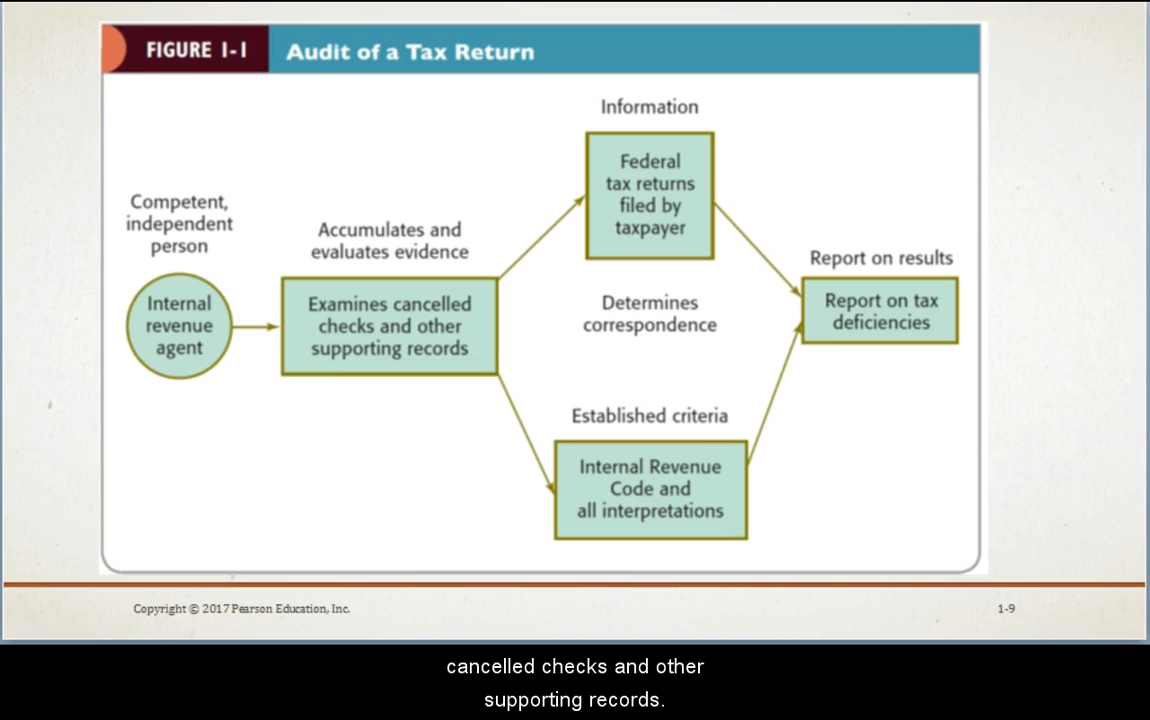 FIGURE 1-1
Audit of a Tax Return
Competent,
independent
person
Internal
revenue
agent
Accumulates and
evaluates evidence
Examines cancelled
checks and other
supporting records
Information
Federal
tax returns
filed by
taxpayer
Determines
correspondence
Established criteria
Internal Revenue
Code and
all interpretations
Report on results
Report on tax
deficiencies
Copyright © 2017 Pearson Education, Inc.
1-9
cancelled checks and other
supporting records.